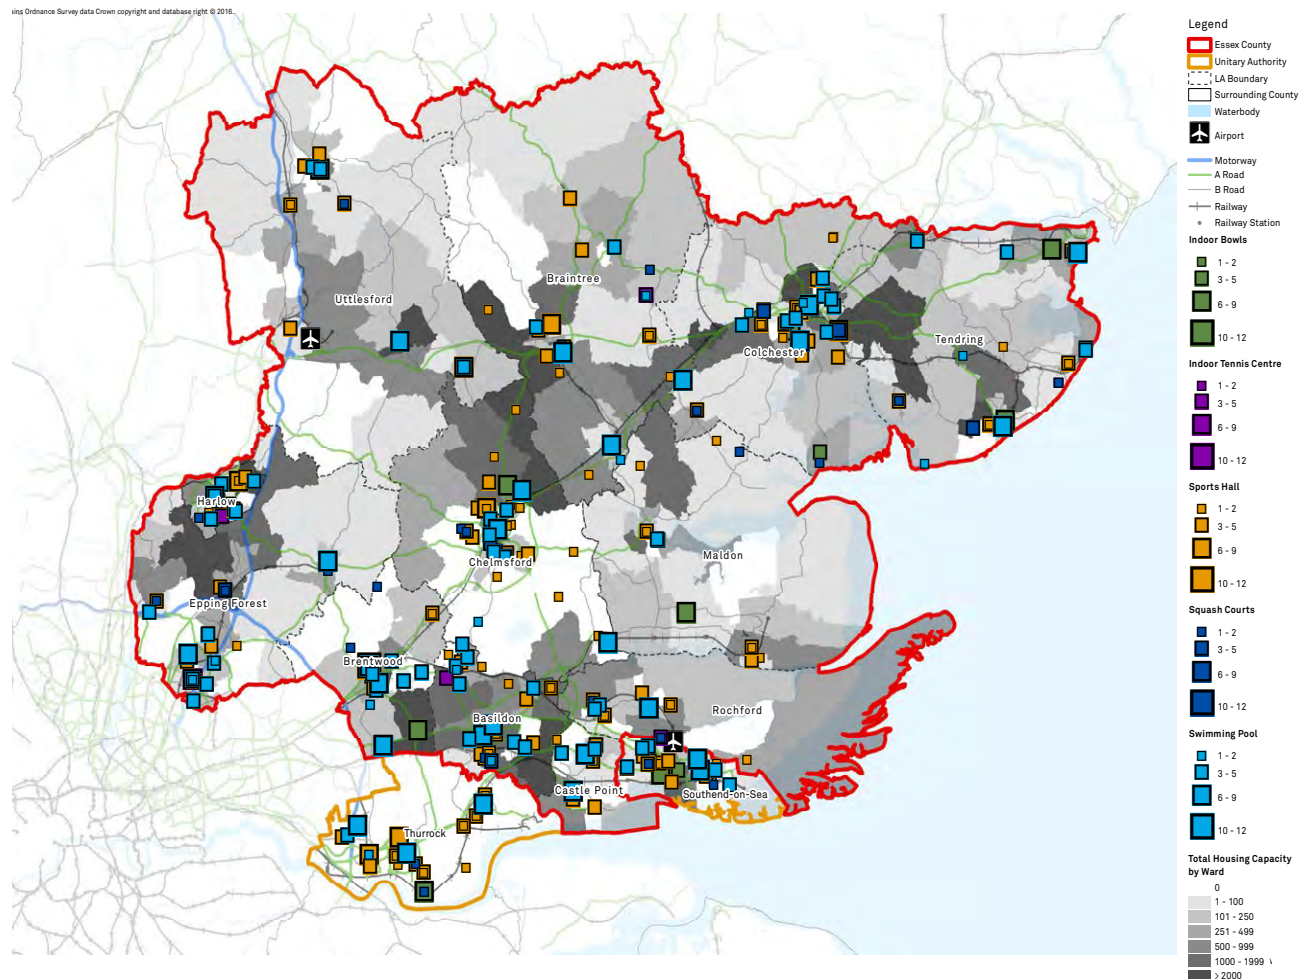 ins Ordnance Survey data Crown copyright and database right © 2016.
Legend
Essex County
Unitary Authority
LA Boundary
Surrounding County
Waterbody
Airport
Motorway
A Road
B Road
Railway
Railway Station
Indoor Bowls
1 - 2
3 - 5
6 - 9
10 - 12
Indoor Tennis Centre
1 - 2
3 - 5
6 - 9
10 - 12
Sports Hall
1 - 2
3 - 5
6 - 9
10 - 12
Squash Courts
1 - 2
3 - 5
6 - 9
10 - 12
Swimming Pool
1 - 2
3 - 5
6 - 9
10 - 12
Total Housing Capacity
by Ward
0
1 - 100
101 - 250
251 - 499
500 - 999
1000 - 1999
> 2000
Braintree
Uttlesford
Tendring
Colchester
Harlow
Maldon
Chelmsford
Epping Forest
Brentwood
Rochford
Basildon
Castle Point
Southend-on-Sea
Thurrock